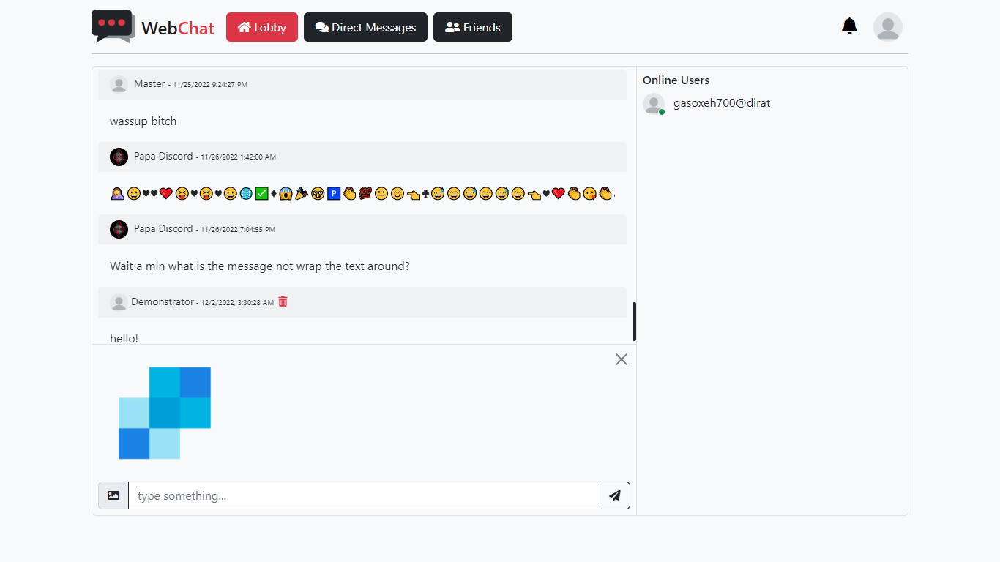 WebChat Lobby Direct Messages Friends
Master - 11/25/2022 9:24:27 PM
wassup bitch
Papa Discord - 11/26/2022 1:42:00 AM
Papa Discord - 11/26/2022 7:04:55 PM
Wait a min what is the message not wrap the text around?
Demonstrator - 12/2/2022, 3:30:28 AM
hello!
type something...
Online Users
gasoxeh700@dirat